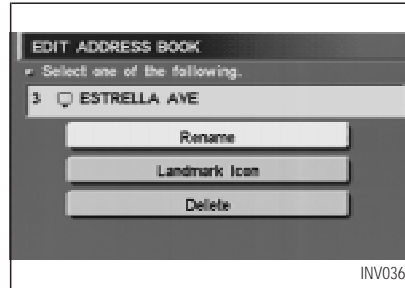 EDIT ADDRESS BOOK
Select one of the following.
3 ESTRELLA AVE
Rename
Landmark Icon
Delete
INV036